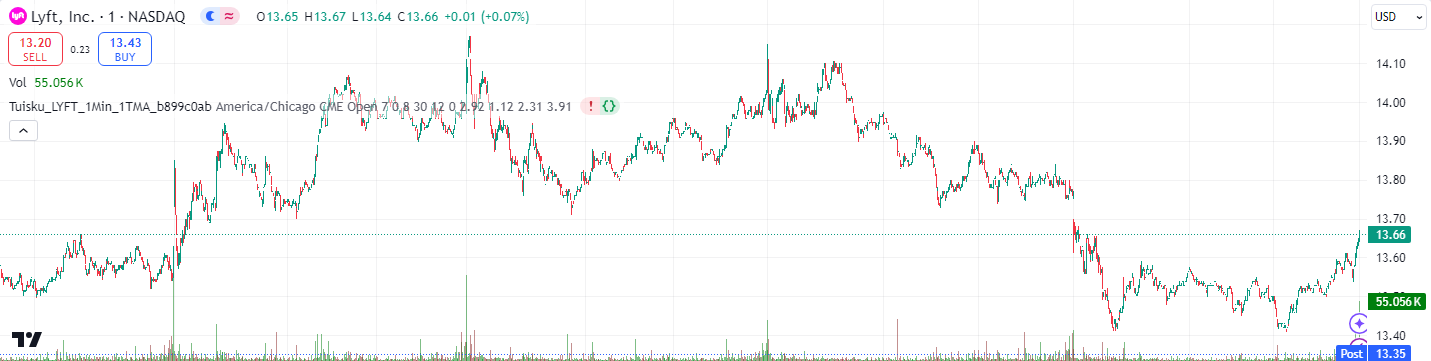 Lyft, Inc. · 1 · NASDAQ O13.65 H13.67 L13.64 C13.66 +0.01 (+0.07%)
USD
13.20
SELL
0.23
13.43
BUY
Vol 55.056 K
Tuisku_LYFT_1Min_1TMA_b899c0ab America/Chicago CME Open 7 0 8 30 12 0 2.92 1.12 2.31 3.91
14.10
14.00
13.90
13.80
13.70
13.66
13.60
55.056 K
13.40
Post 13.35